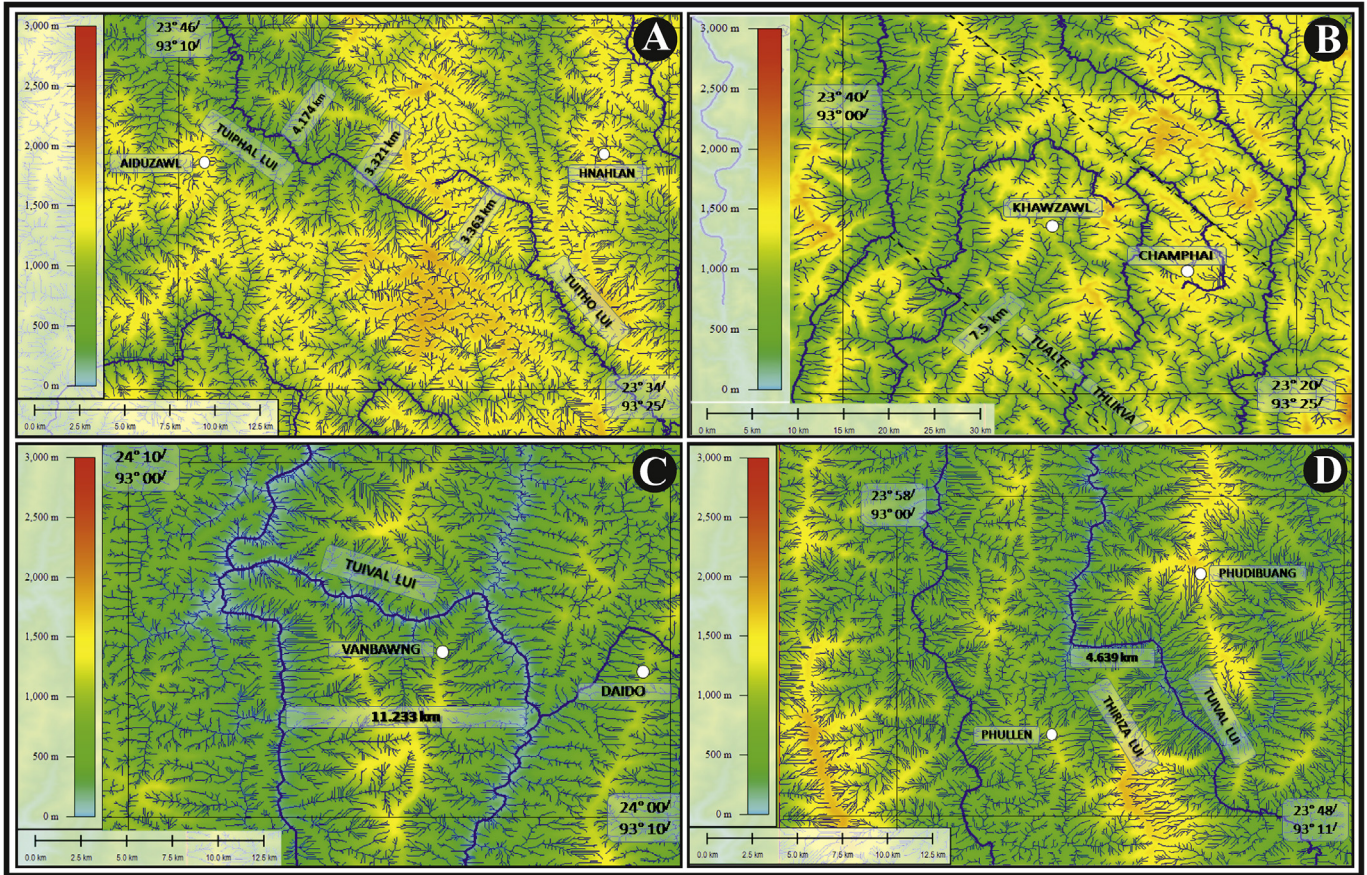 A
3,000 m
2,500 m
2,000 m
1,500 m
1,000 m
500 m
0 m
23° 46/
93° 10/
4.174 km
TUIPHAL LUI
3.321 km
AIDUZAWL
HNAHLAN
3.363 km
TUITHO LUI
23° 34/
93° 25/
0.0 km 2.5 km 5.0 km 7.5 km 10.0 km 12.5 km
B
3,000 m
2,500 m
2,000 m
1,500 m
1,000 m
500 m
0 m
23° 40/
93° 00/
KHAWZAWL
CHAMPHAI
7.5 km
TUALTE
THLIKVA
23° 20/
93° 25/
0 km 5 km 10 km 15 km 20 km 25 km 30 km
C
3,000 m
2,500 m
2,000 m
1,500 m
1,000 m
500 m
0 m
24° 10/
93° 00/
TUIVAL LUI
VANBAWNG
DAIDO
11.233 km
24° 00/
93° 10/
0.0 km 2.5 km 5.0 km 7.5 km 10.0 km 12.5 km
D
3,000 m
2,500 m
2,000 m
1,500 m
1,000 m
500 m
0 m
23° 58/
93° 00/
PHUDIBUANG
4.639 km
THIRIZA LUI
TUIVAL LUI
PHULLEN
23° 48/
93° 11/
0.0 km 2.5 km 5.0 km 7.5 km 10.0 km 12.5 km